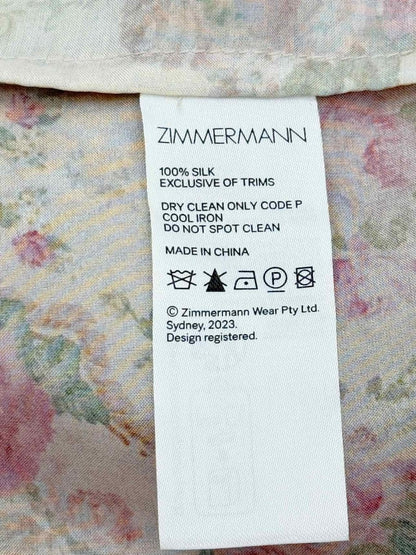 ZIMMERMANN
100% SILK
EXCLUSIVE OF TRIMS
DRY CLEAN ONLY CODE P
COOL IRON
DO NOT SPOT CLEAN
MADE IN CHINA
P
© Zimmermann Wear Pty Ltd.
Sydney, 2023.
Design registered.